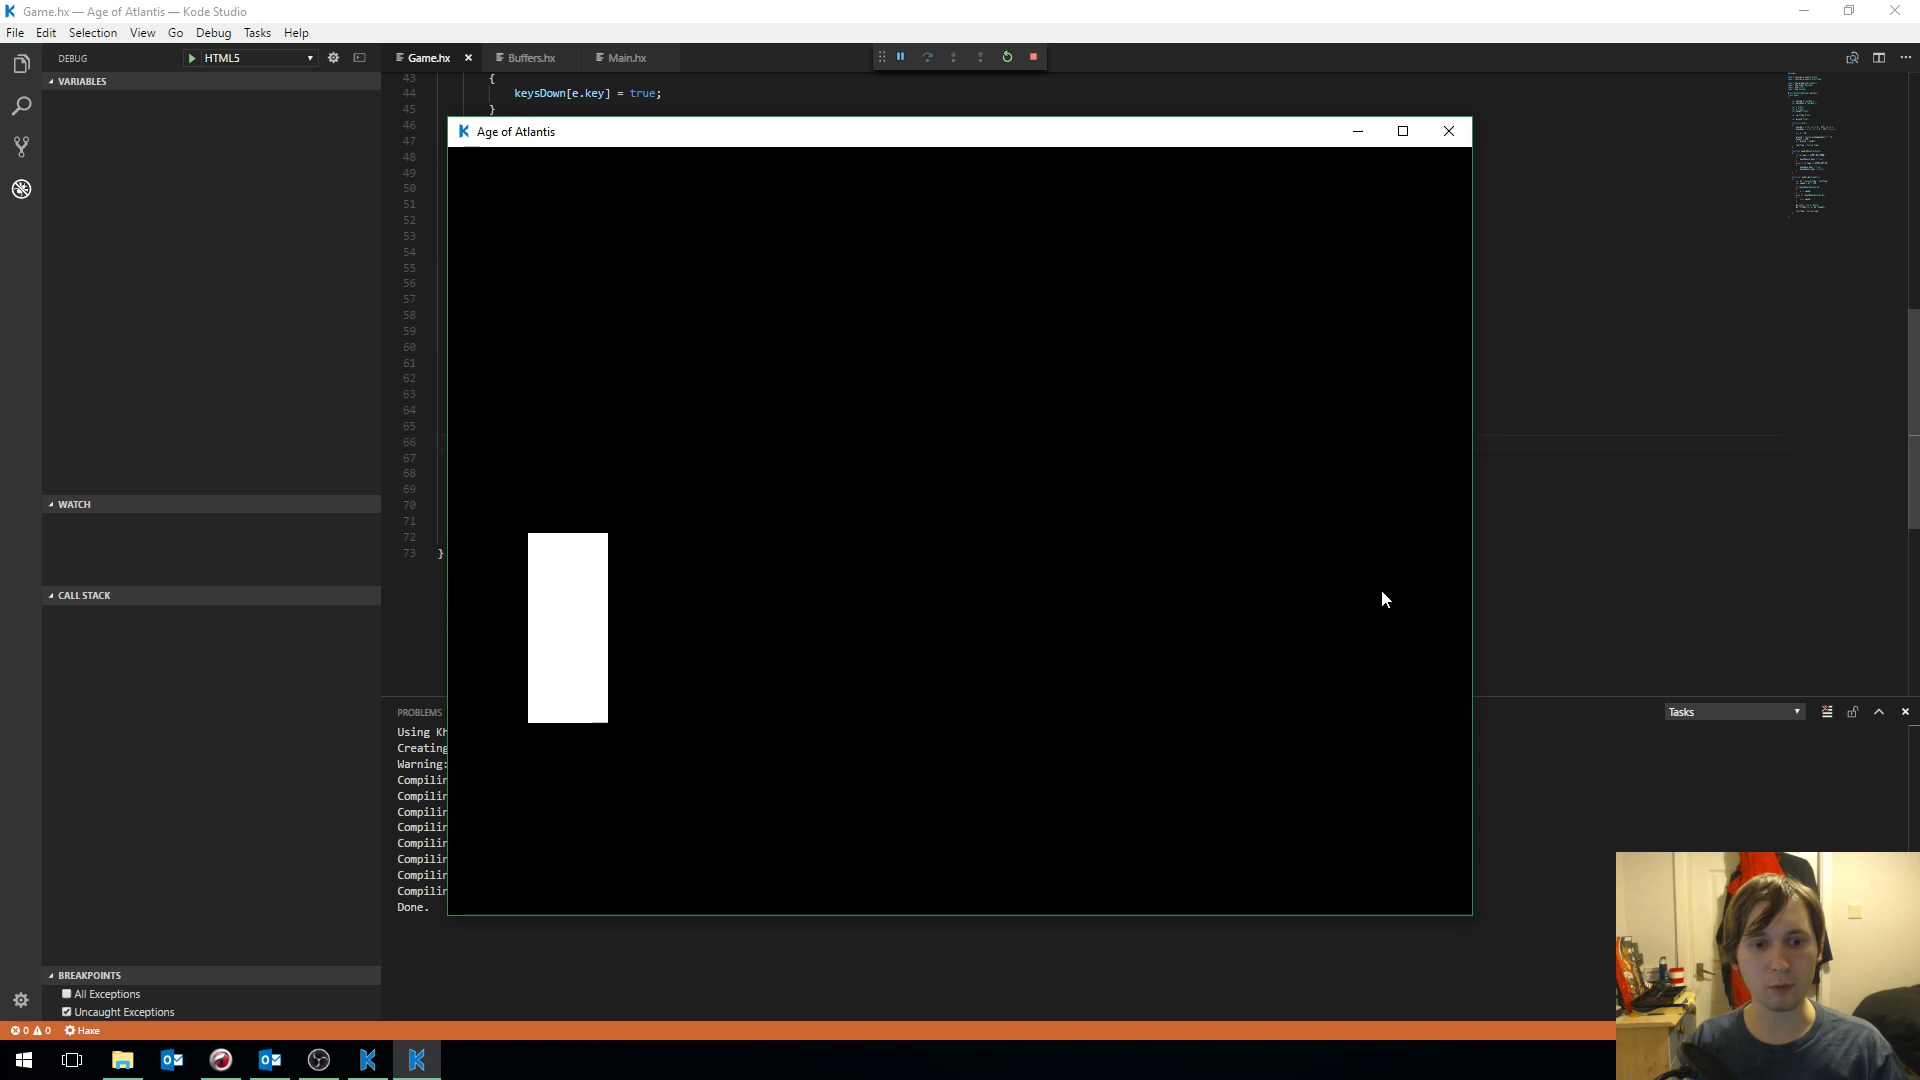 Game.hx — Age of Atlantis — Kode Studio
File Edit Selection View Go Debug Tasks Help
DEBUG HTML5
Game.hx Buffers.hx Main.hx
VARIABLES
43 {
44 keysDown[e.key] = true;
45 }
46
47
48
49
50
51
52
53
54
55
56
57
58
59
60
61
62
63
64
65
66
67
68
69
70
71
72
73 }
Age of Atlantis
WATCH
CALL STACK
BREAKPOINTS
All Exceptions
Uncaught Exceptions
PROBLEMS
Tasks
Using
Creating
Warning:
Done.
0 0 Haxe